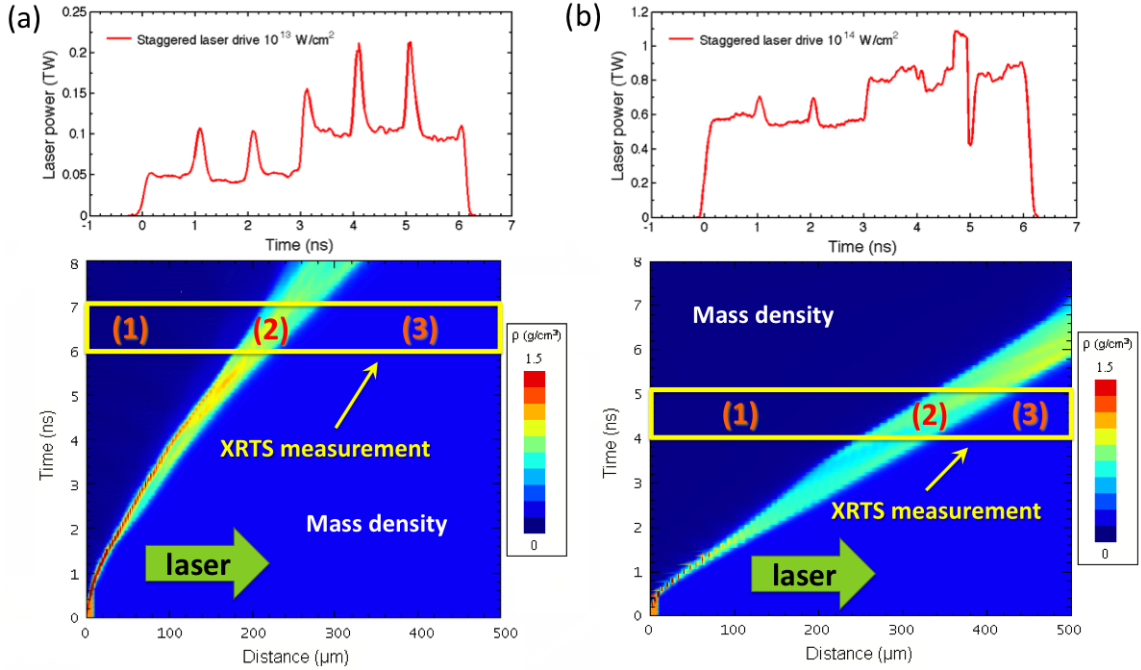 (a)
Staggered laser drive 10¹³ W/cm²
Laser power (TW)
0.25
0.20
0.15
0.1
0.05
0
-1 0 1 2 3 4 5 6 7
Time (ns)
(b)
Staggered laser drive 10¹⁴ W/cm²
Laser power (TW)
1.2
1.0
0.8
0.6
0.4
0.2
0
-1 0 1 2 3 4 5 6 7
Time (ns)
8
7
6
5
4
3
2
1
0
Time (ns)
(1) (2) (3)
XRTS measurement
Mass density
laser
0 100 200 300 400 500
Distance (μm)
ρ (g/cm³)
1.5
0
8
7
6
5
4
3
2
1
0
Time (ns)
Mass density
(1) (2) (3)
XRTS measurement
laser
0 100 200 300 400 500
Distance (μm)
ρ (g/cm³)
1.5
0